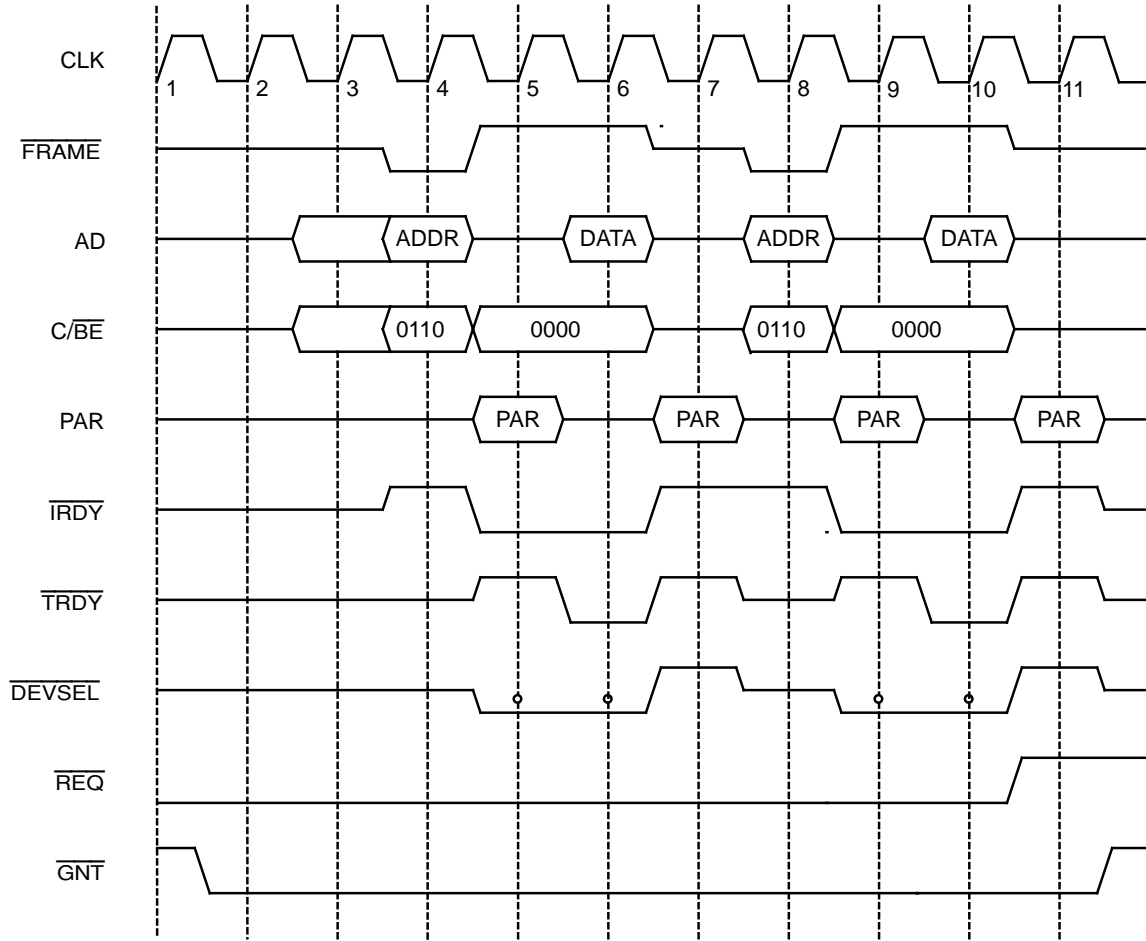 CLK
1 2 3 4 5 6 7 8 9 10 11
FRAME
AD ADDR DATA ADDR DATA
C/BE 0110 0000 0110 0000
PAR PAR PAR PAR PAR
IRDY
TRDY
DEVSEL
REQ
GNT